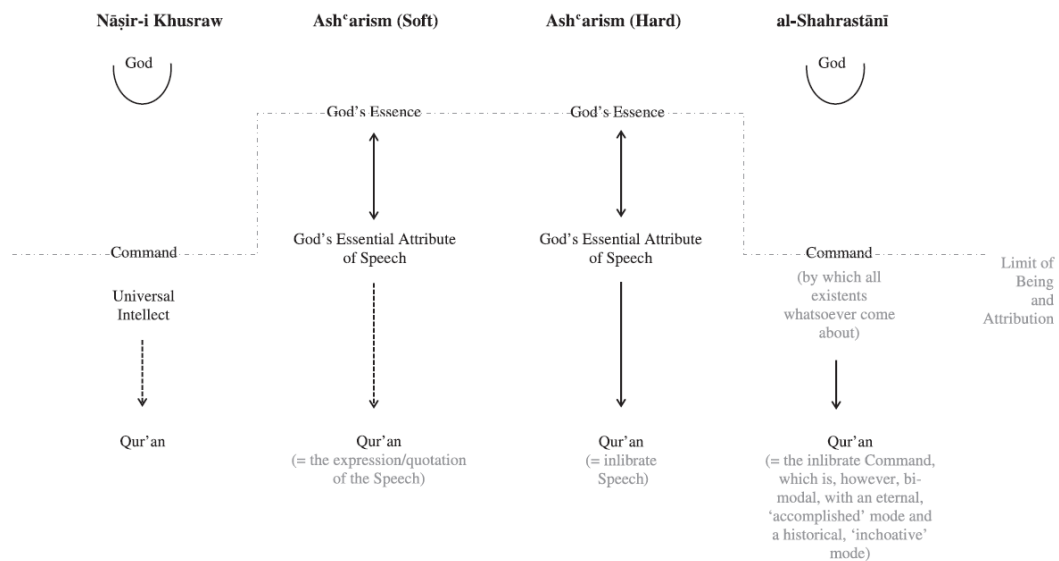 Nāṣir-i Khusraw
Ashʿarism (Soft)
Ashʿarism (Hard)
al-Shahrastānī
God
God
God's Essence
God's Essence
Command
God's Essential Attribute
of Speech
God's Essential Attribute
of Speech
Command
(by which all
existents
whatsoever come
about)
Limit of
Being
and
Attribution
Universal
Intellect
Qur'an
Qur'an
(= the expression/quotation
of the Speech)
Qur'an
(= inlibrate
Speech)
Qur'an
(= the inlibrate Command,
which is, however, bi-
modal, with an eternal,
'accomplished' mode and
a historical, 'inchoative'
mode)